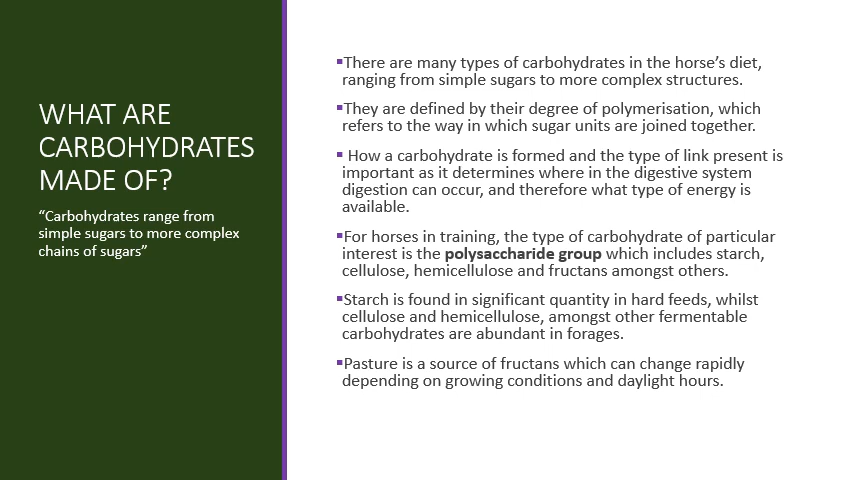 WHAT ARE
CARBOHYDRATES
MADE OF?
“Carbohydrates range from
simple sugars to more complex
chains of sugars”
▪There are many types of carbohydrates in the horse’s diet,
ranging from simple sugars to more complex structures.
▪They are defined by their degree of polymerisation, which
refers to the way in which sugar units are joined together.
▪ How a carbohydrate is formed and the type of link present is
important as it determines where in the digestive system
digestion can occur, and therefore what type of energy is
available.
▪For horses in training, the type of carbohydrate of particular
interest is the polysaccharide group which includes starch,
cellulose, hemicellulose and fructans amongst others.
▪Starch is found in significant quantity in hard feeds, whilst
cellulose and hemicellulose, amongst other fermentable
carbohydrates are abundant in forages.
▪Pasture is a source of fructans which can change rapidly
depending on growing conditions and daylight hours.